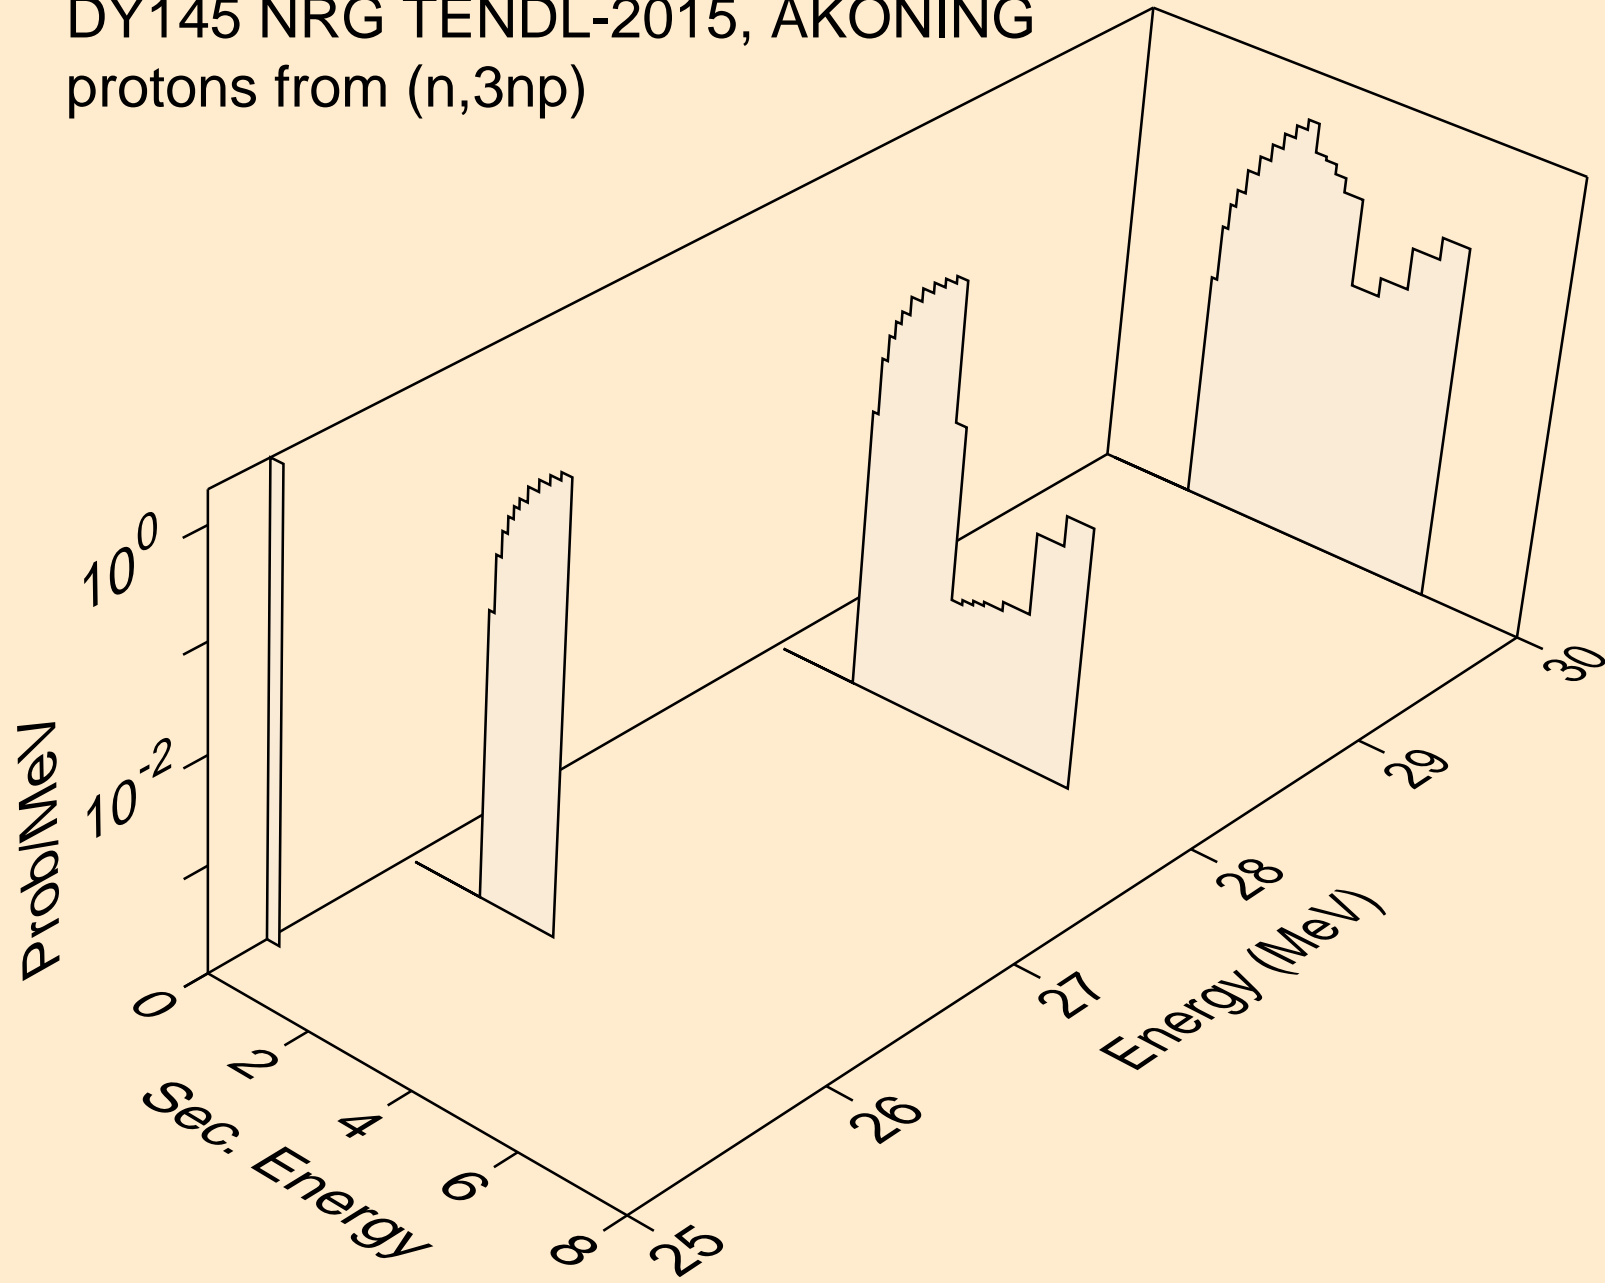 DY145 NRG TENDL-2015, AKONING
protons from (n,3np)
10^0
10^-2
Prob/MeV
0
2
4
6
8
Sec. Energy
25
26
27
28
29
30
Energy (MeV)